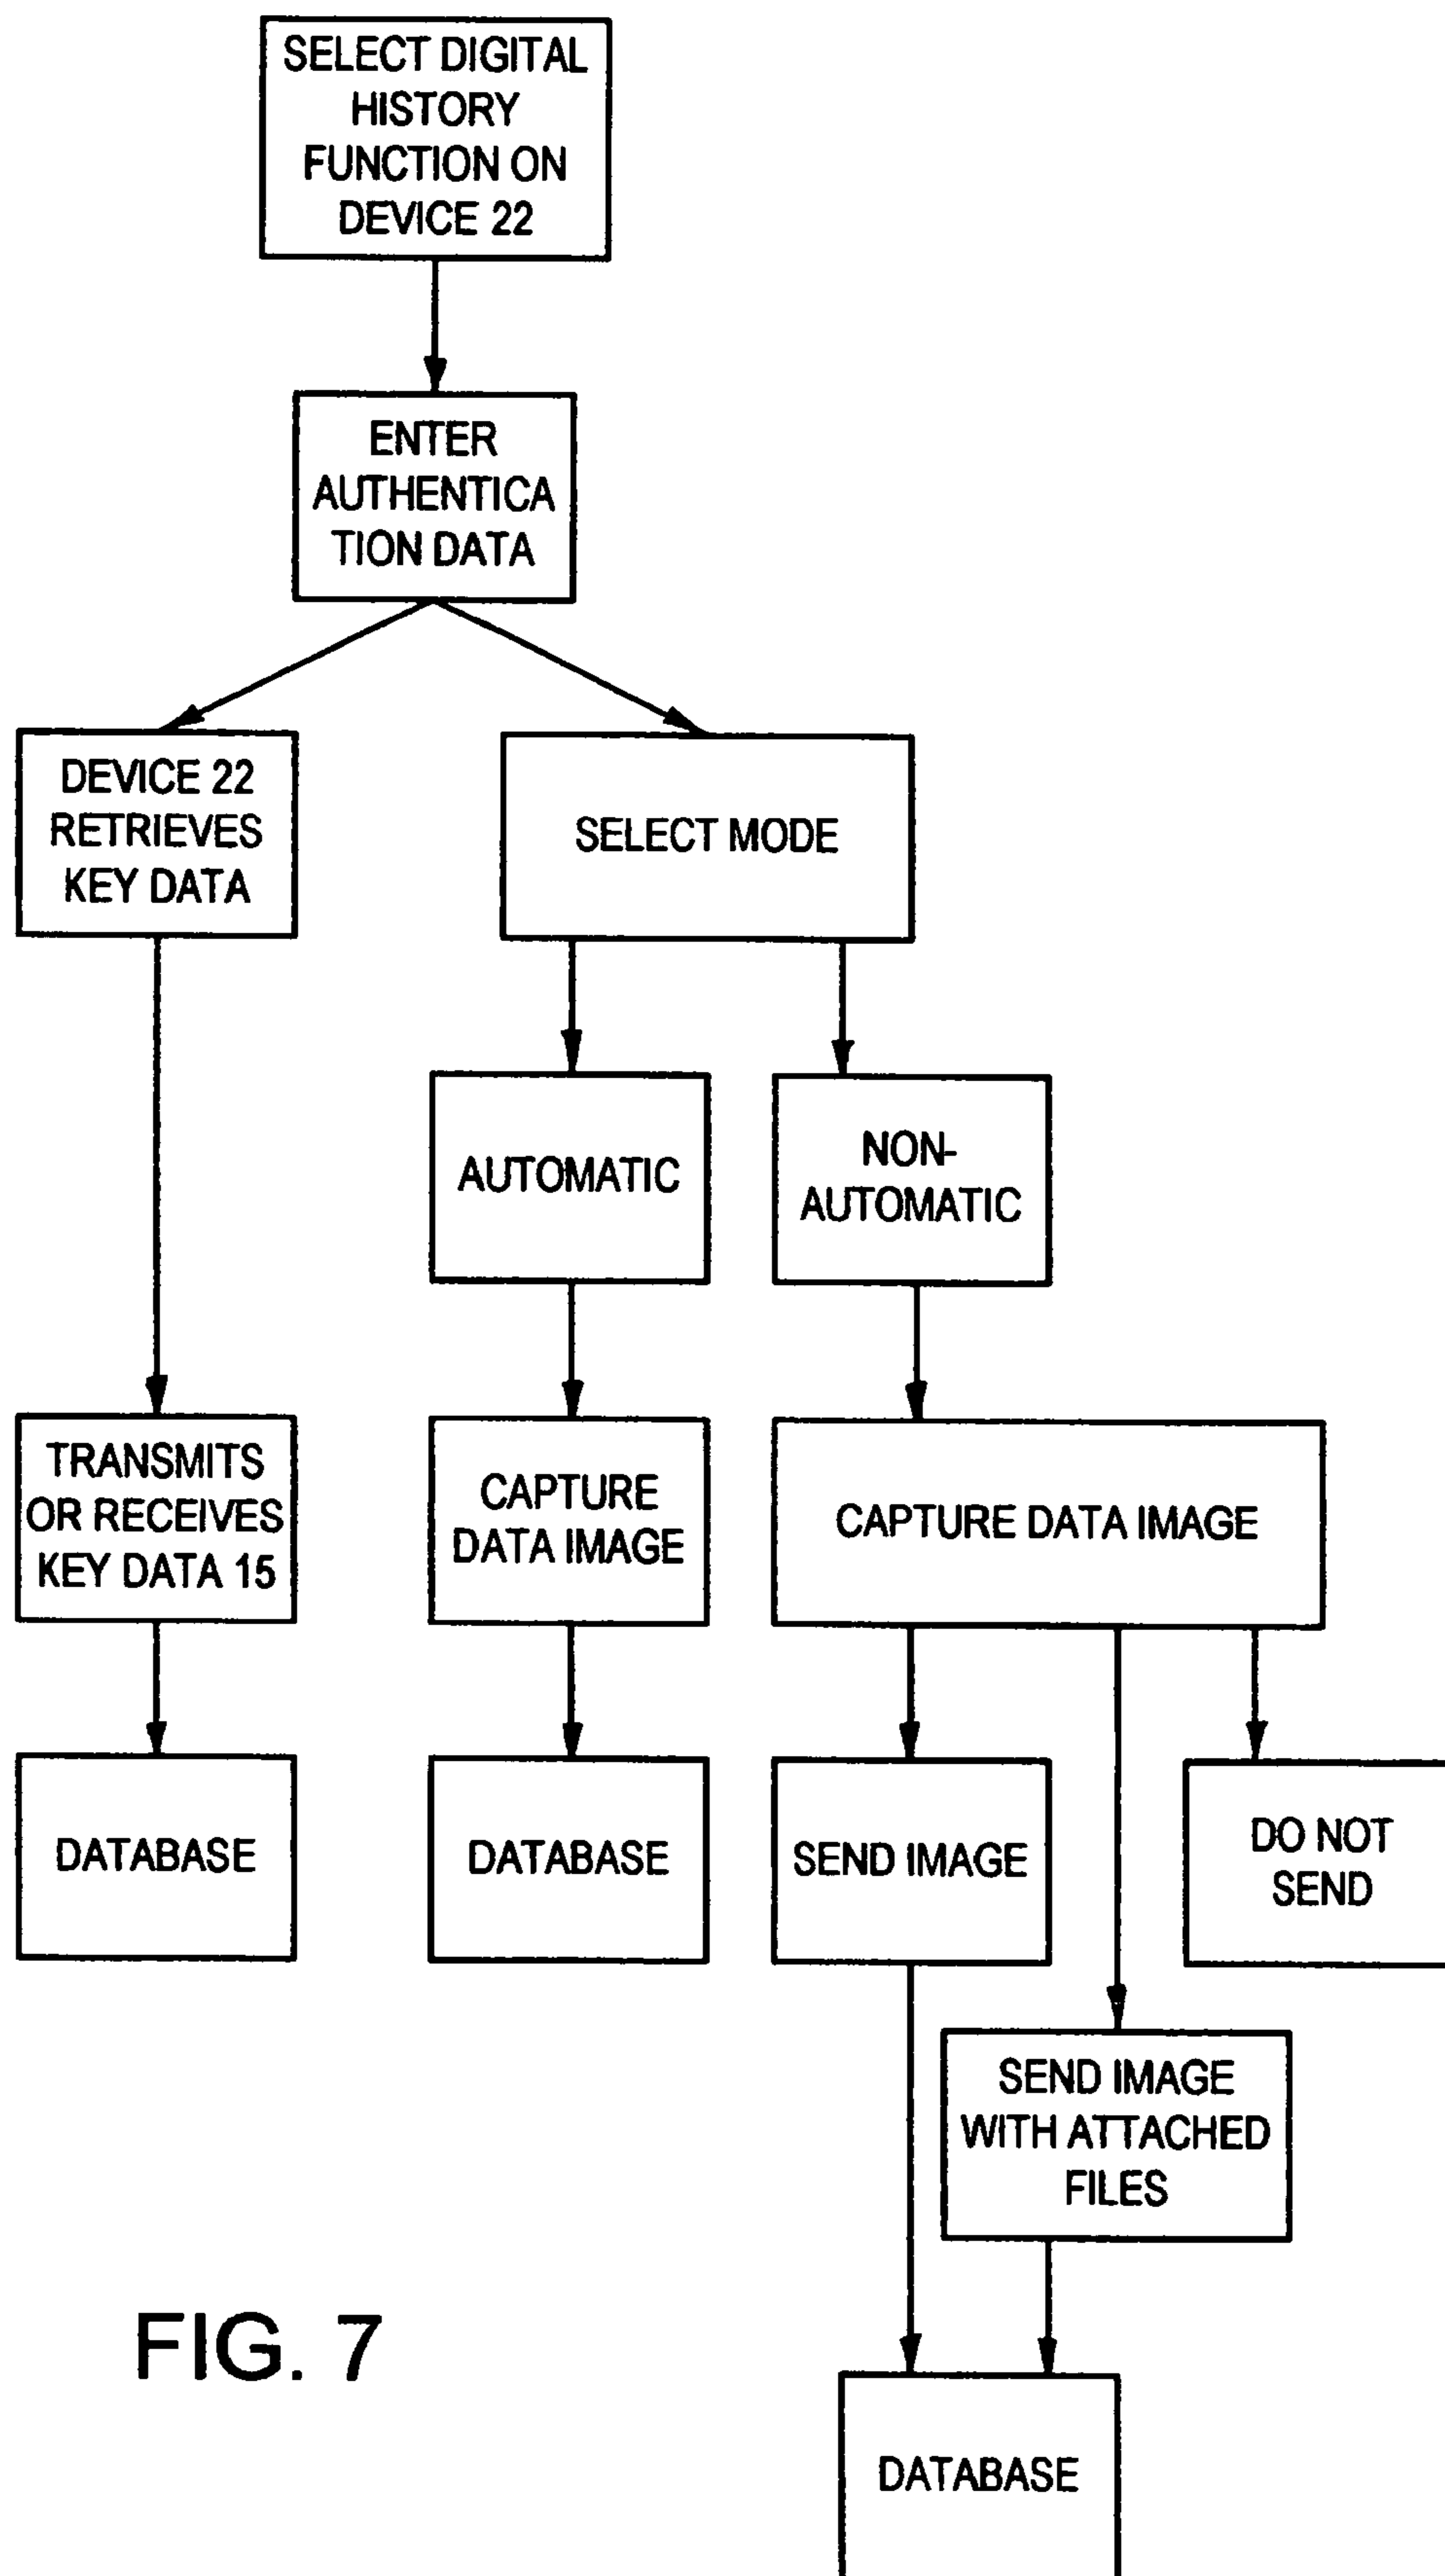 SELECT DIGITAL
HISTORY
FUNCTION ON
DEVICE 22
ENTER
AUTHENTICA
TION DATA
DEVICE 22
RETRIEVES
KEY DATA
SELECT MODE
AUTOMATIC
NON-
AUTOMATIC
TRANSMITS
OR RECEIVES
KEY DATA 15
CAPTURE
DATA IMAGE
CAPTURE DATA IMAGE
DATABASE
DATABASE
SEND IMAGE
DO NOT
SEND
SEND IMAGE
WITH ATTACHED
FILES
FIG. 7
DATABASE